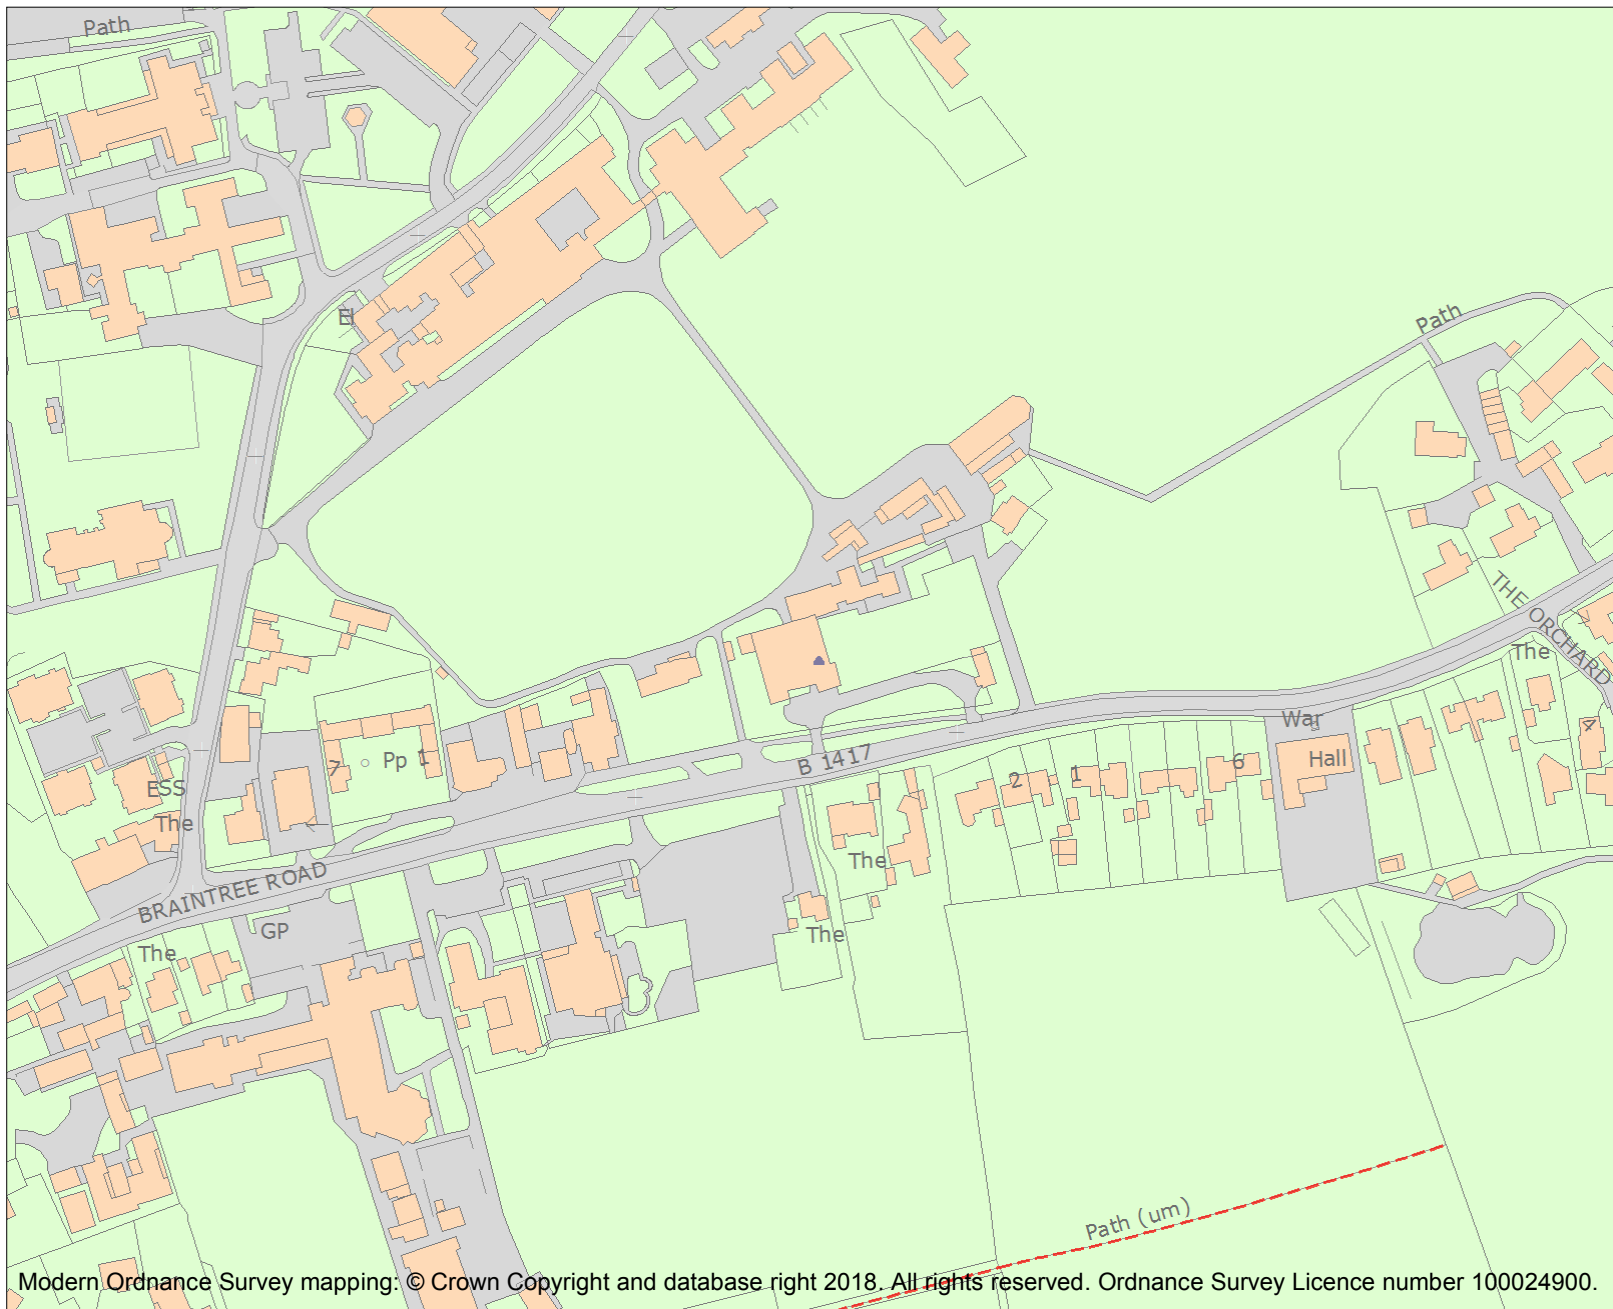 Path
El
Path
THE ORCHARD
The
War
Hall
4
B 1417
7
Pp
1
2
1
6
ESS
The
The
BRAINTREE ROAD
GP
The
The
Path (um)
Modern Ordnance Survey mapping: © Crown Copyright and database right 2018. All rights reserved. Ordnance Survey Licence number 100024900.